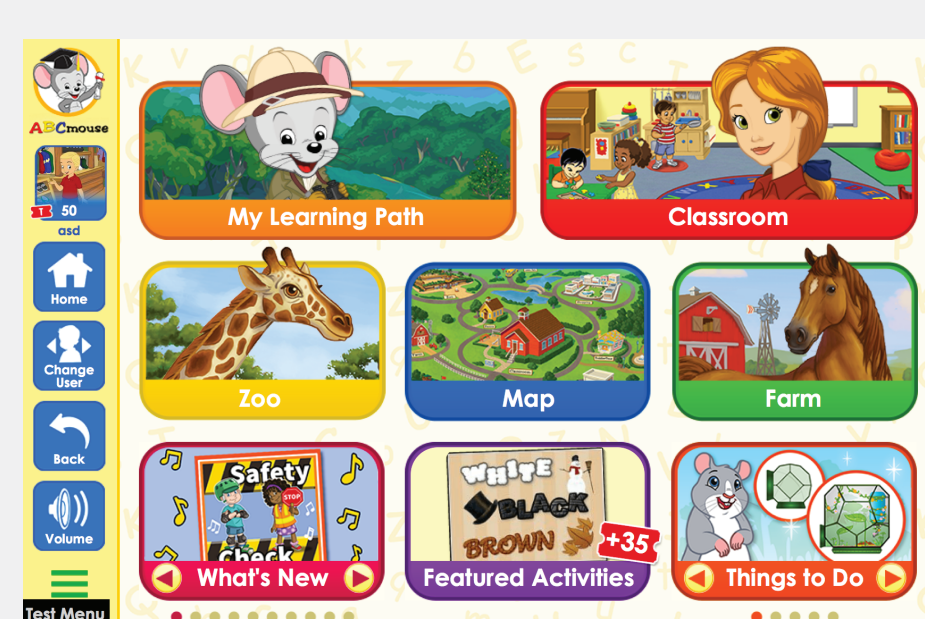 ABCmouse
T 50
asd
Home
Change
User
Back
Volume
Test Menu
My Learning Path
Classroom
Zoo
Map
Farm
Safety
STOP
Check
What's New
WHITE
BLACK
BROWN
+35
Featured Activities
Things to Do